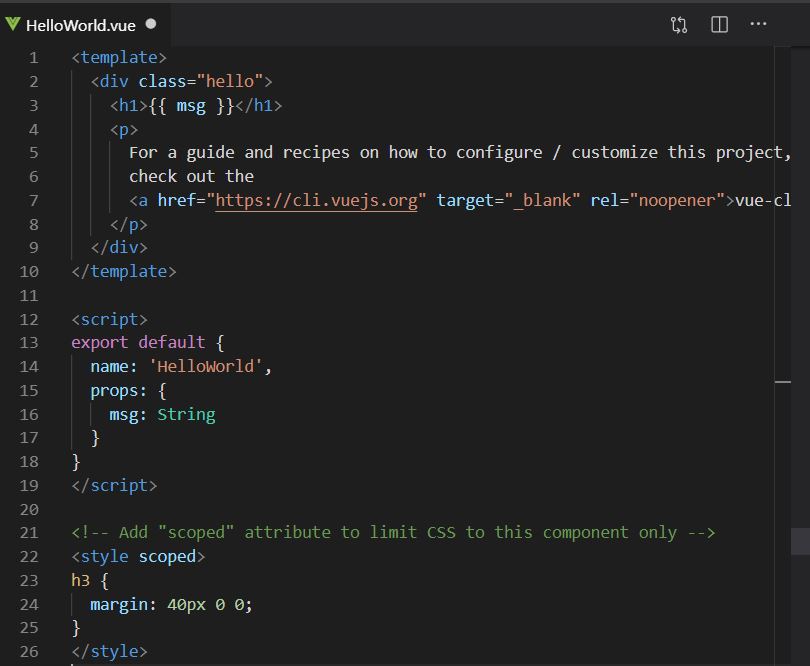 HelloWorld.vue
1 <template>
2   <div class="hello">
3     <h1>{{ msg }}</h1>
4     <p>
5       For a guide and recipes on how to configure / customize this project,
6       check out the
7       <a href="https://cli.vuejs.org" target="_blank" rel="noopener">vue-cl
8     </p>
9   </div>
10 </template>
11
12 <script>
13 export default {
14   name: 'HelloWorld',
15   props: {
16     msg: String
17   }
18 }
19 </script>
20
21 <!-- Add "scoped" attribute to limit CSS to this component only -->
22 <style scoped>
23 h3 {
24   margin: 40px 0 0;
25 }
26 </style>